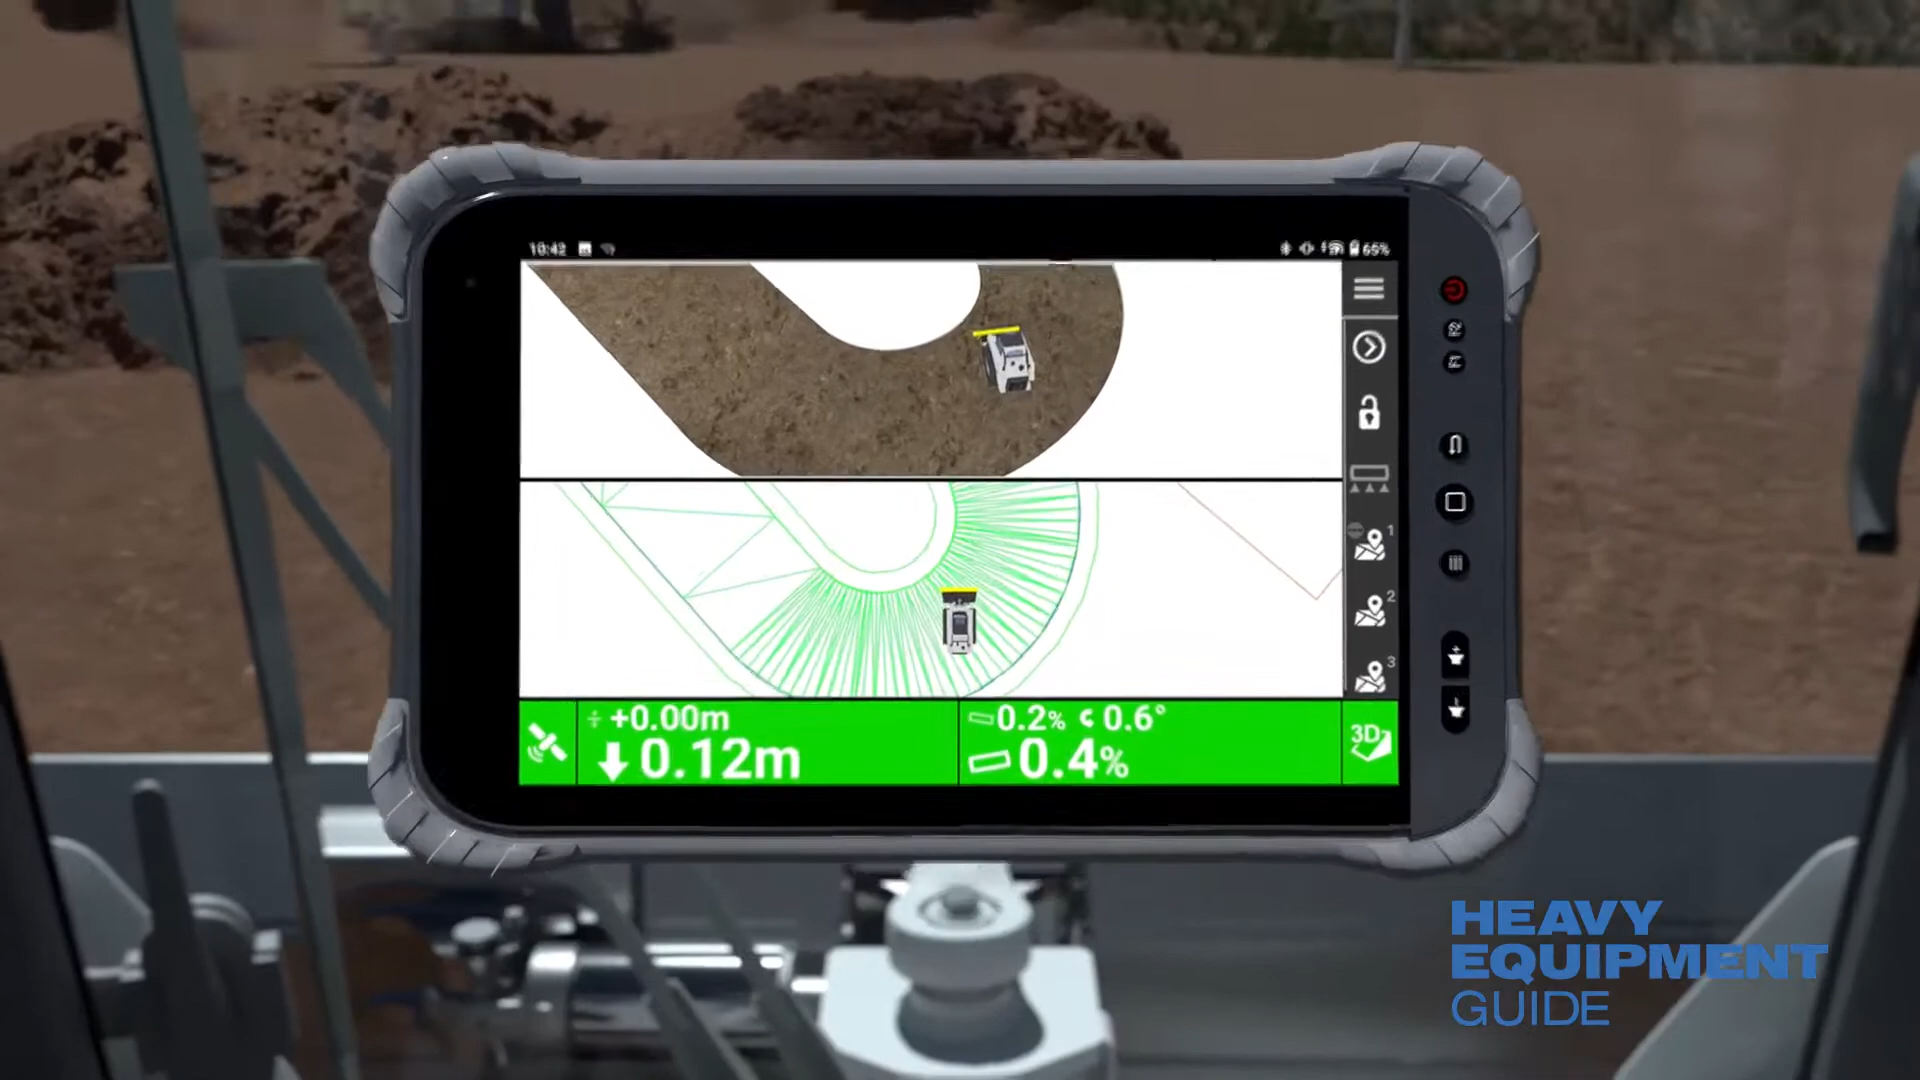 10:42
65%
1
2
3
+0.00m
0.12m
0.2% 0.6°
0.4%
3D
HEAVY
EQUIPMENT
GUIDE